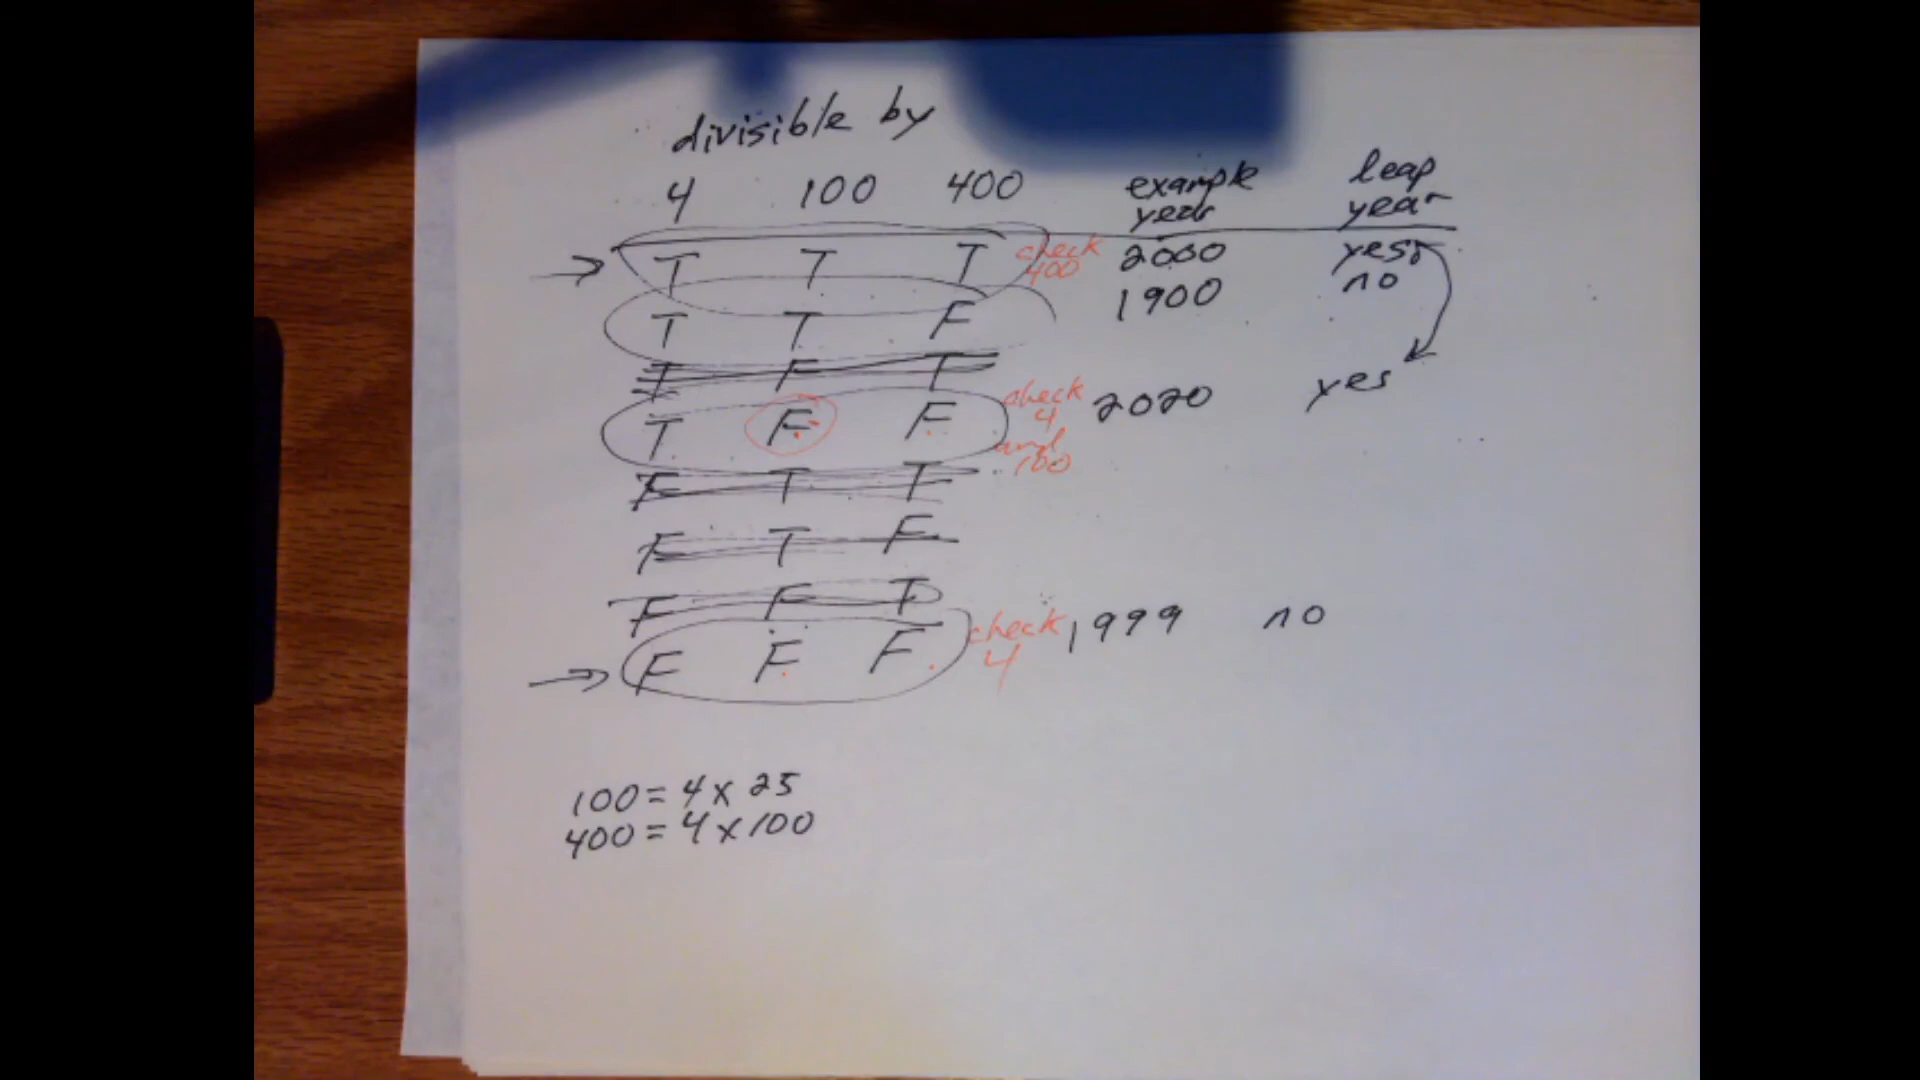 divisible by
4 100 400 example year leap year
T T T check 400 2000 yes
T T F 1900 no
T F T
T F F check 4 and 100 2020 yes
F T T
F T F
F F T
F F F check 4 1999 no
100 = 4 x 25
400 = 4 x 100